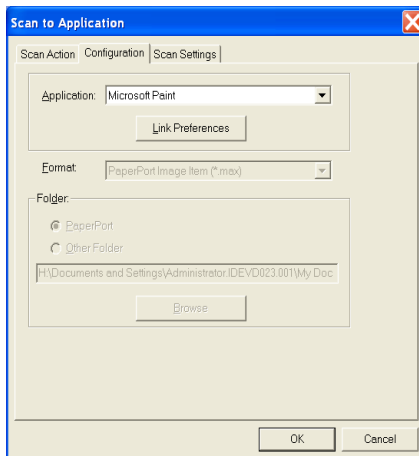 Scan to Application
Scan Action Configuration Scan Settings
Application: Microsoft Paint
Link Preferences
Format: PaperPort Image Item (*.max)
Folder:
PaperPort
Other Folder
H:\Documents and Settings\Administrator.IDEVD023.001\My Doc
Browse
OK Cancel